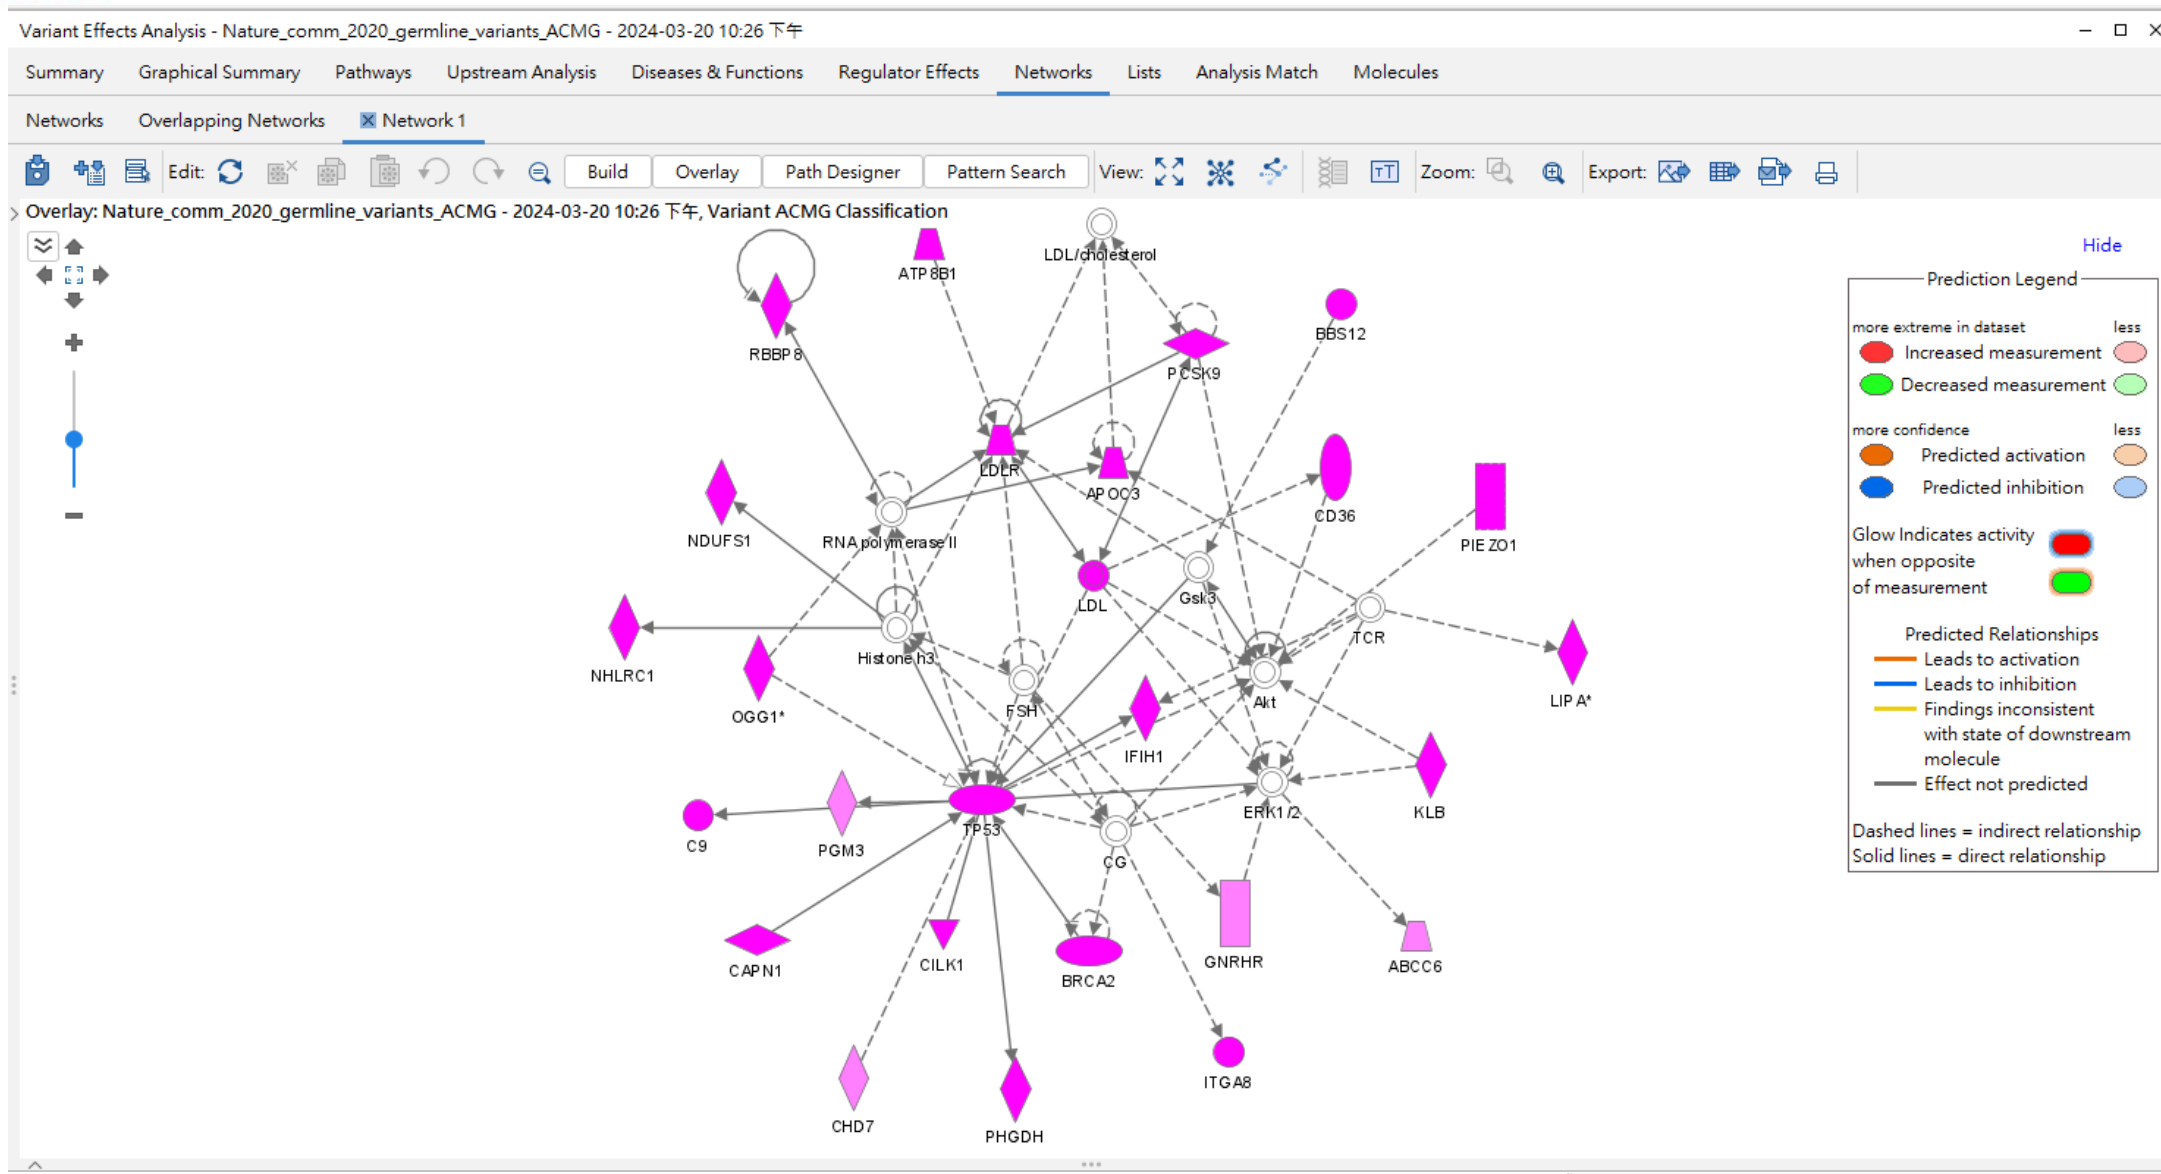 Variant Effects Analysis - Nature_comm_2020_germline_variants_ACMG - 2024-03-20 10:26 下午
Summary Graphical Summary Pathways Upstream Analysis Diseases & Functions Regulator Effects Networks Lists Analysis Match Molecules
Networks Overlapping Networks Network 1
Edit: Build Overlay Path Designer Pattern Search View: Zoom: Export:
Overlay: Nature_comm_2020_germline_variants_ACMG - 2024-03-20 10:26 下午, Variant ACMG Classification
Hide
LDL/cholesterol
ATP8B1
BBS12
RBBP8
PCSK9
LDLR
APOC3
CD36
NDUFS1
RNA polymerase II
PIEZO1
LDL
Gsk3
TCR
Histone h3
NHLRC1
OGG1*
FSH
Akt
LIPA*
IFIH1
TP53
ERK1/2
KLB
C9
PGM3
CG
CAPN1
CILK1
BRCA2
GNRHR
ABCC6
ITGA8
CHD7
PHGDH
Prediction Legend
more extreme in dataset less
Increased measurement
Decreased measurement
more confidence less
Predicted activation
Predicted inhibition
Glow Indicates activity
when opposite
of measurement
Predicted Relationships
Leads to activation
Leads to inhibition
Findings inconsistent
with state of downstream
molecule
Effect not predicted
Dashed lines = indirect relationship
Solid lines = direct relationship